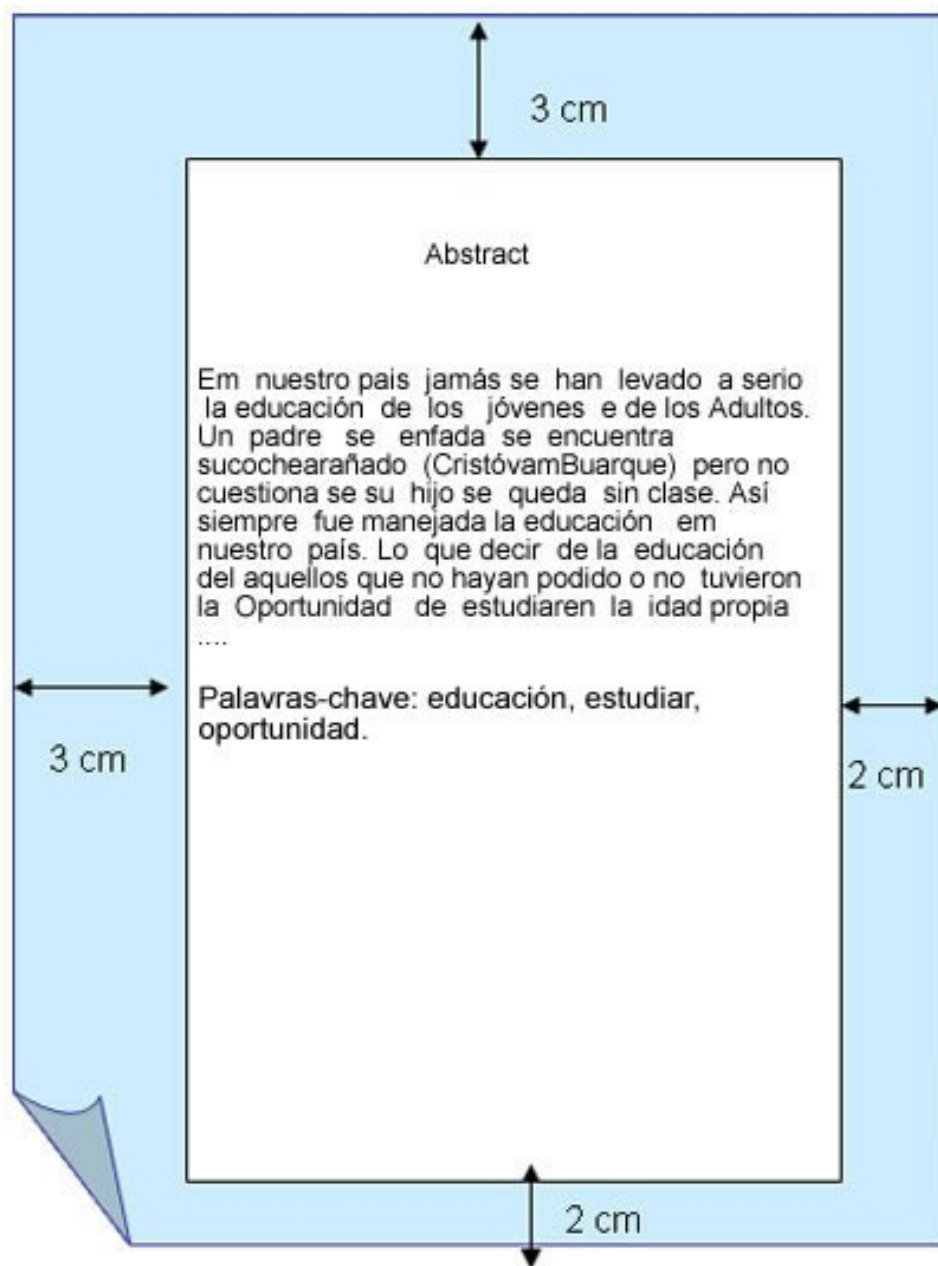 3 cm
Abstract
Em nuestro pais jamás se han levado a serio
la educación de los jóvenes e de los Adultos.
Un padre se enfada se encuentra
sucochearañado (CristóvamBuarque) pero no
cuestiona se su hijo se queda sin clase. Así
siempre fue manejada la educación em
nuestro país. Lo que decir de la educación
del aquellos que no hayan podido o no tuvieron
la Oportunidad de estudiaren la idad propia
....
Palavras-chave: educación, estudiar,
oportunidad.
3 cm
2 cm
2 cm